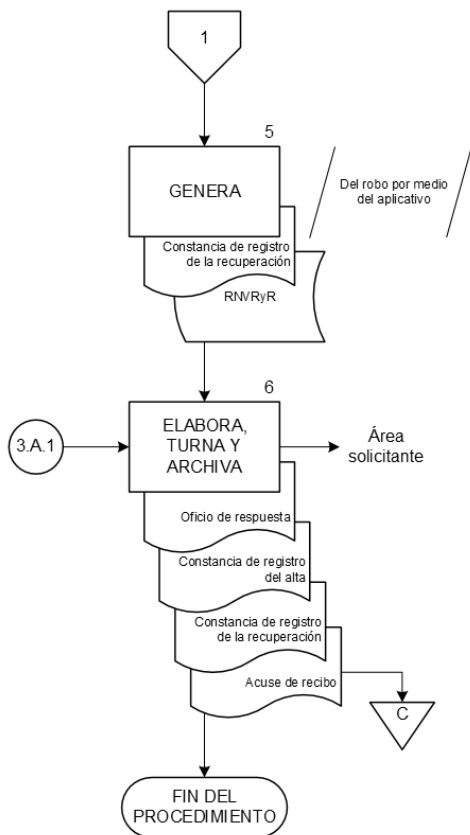 1
5
GENERA
Del robo por medio
del aplicativo
Constancia de registro
de la recuperación
RNVRyR
6
3.A.1
ELABORA,
TURNA Y
ARCHIVA
Área
solicitante
Oficio de respuesta
Constancia de registro
del alta
Constancia de registro
de la recuperación
Acuse de recibo
C
FIN DEL
PROCEDIMIENTO